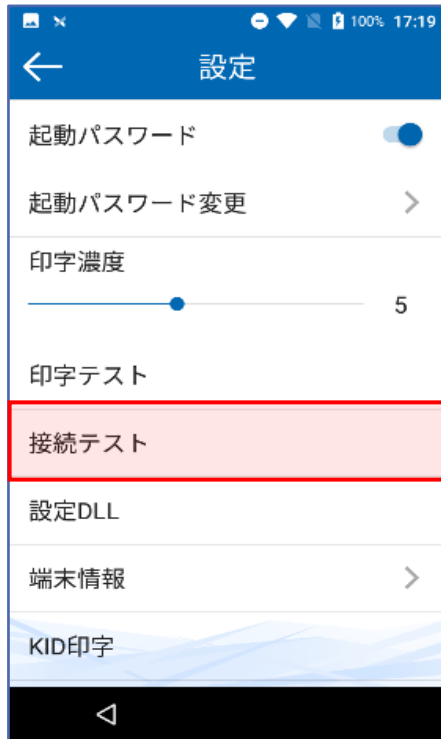 100% 17:19
設定
起動パスワード
起動パスワード変更
印字濃度
5
印字テスト
接続テスト
設定DLL
端末情報
KID印字